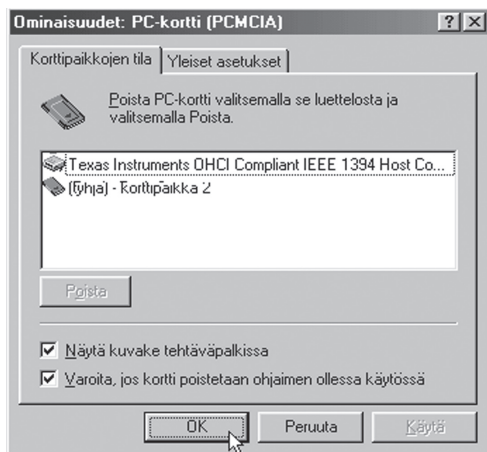 Ominaisuudet: PC-kortti (PCMCIA)
Korttipaikkojen tila
Yleiset asetukset
Poista PC-kortti valitsemalla se luettelosta ja
valitsemalla Poista.
Texas Instruments OHCI Compliant IEEE 1394 Host Co...
(Tyhjä) - Korttipaikka 2
Poista
Näytä kuvake tehtäväpalkissa
Varoita, jos kortti poistetaan ohjaimen ollessa käytössä
OK
Peruuta
Käytä